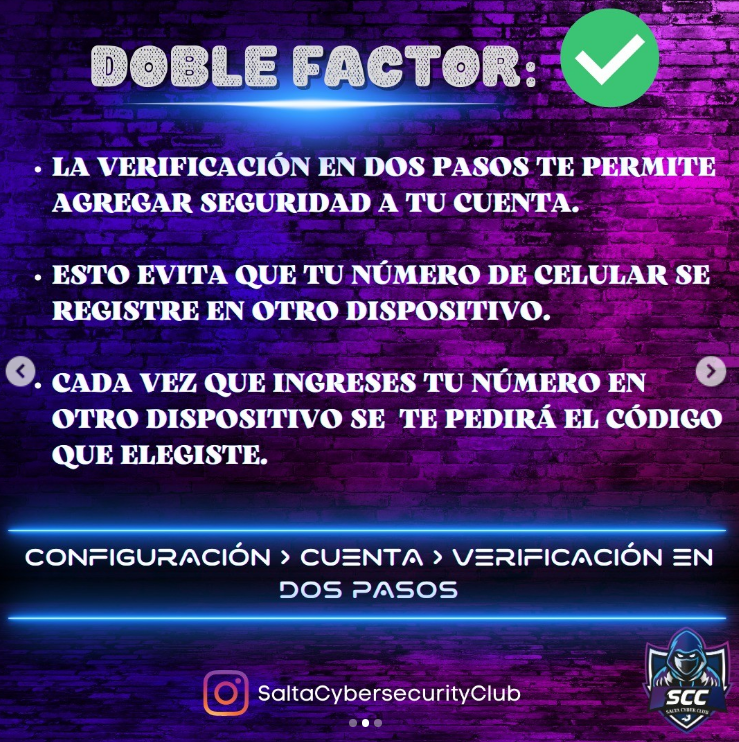 DOBLE FACTOR:
• LA VERIFICACIÓN EN DOS PASOS TE PERMITE
AGREGAR SEGURIDAD A TU CUENTA.
• ESTO EVITA QUE TU NÚMERO DE CELULAR SE
REGISTRE EN OTRO DISPOSITIVO.
• CADA VEZ QUE INGRESES TU NÚMERO EN
OTRO DISPOSITIVO SE TE PEDIRÁ EL CÓDIGO
QUE ELEGISTE.
CONFIGURACIÓN > CUENTA > VERIFICACIÓN EN
DOS PASOS
SaltaCybersecurityClub
SCC
SALTA CYBER CLUB